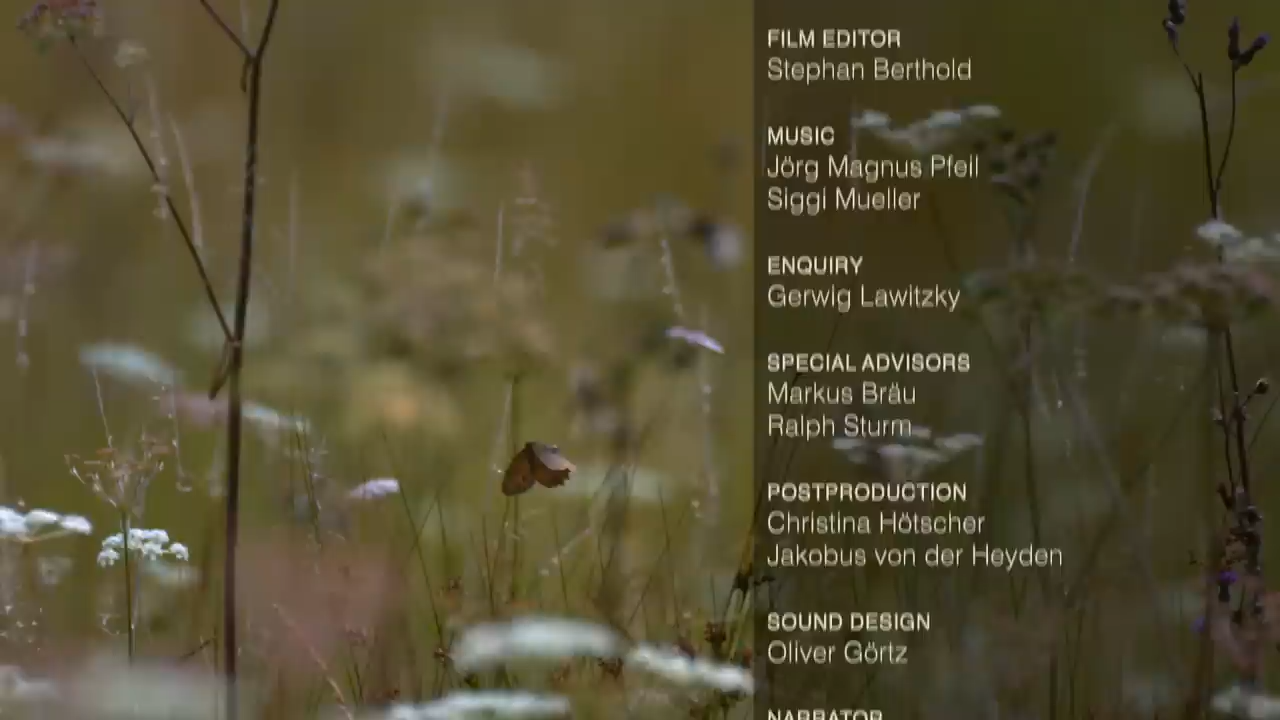 FILM EDITOR
Stephan Berthold
MUSIC
Jörg Magnus Pfeil
Siggi Mueller
ENQUIRY
Gerwig Lawitzky
SPECIAL ADVISORS
Markus Bräu
Ralph Sturm
POSTPRODUCTION
Christina Hötscher
Jakobus von der Heyden
SOUND DESIGN
Oliver Görtz
NARRATOR